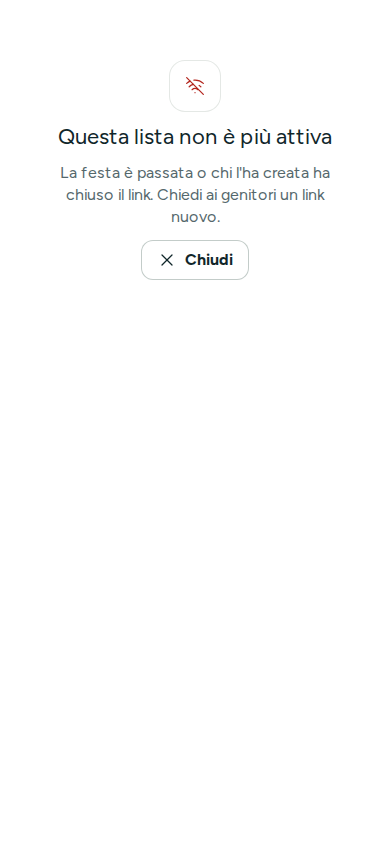 Questa lista non è più attiva
La festa è passata o chi l'ha creata ha
chiuso il link. Chiedi ai genitori un link
nuovo.
Chiudi